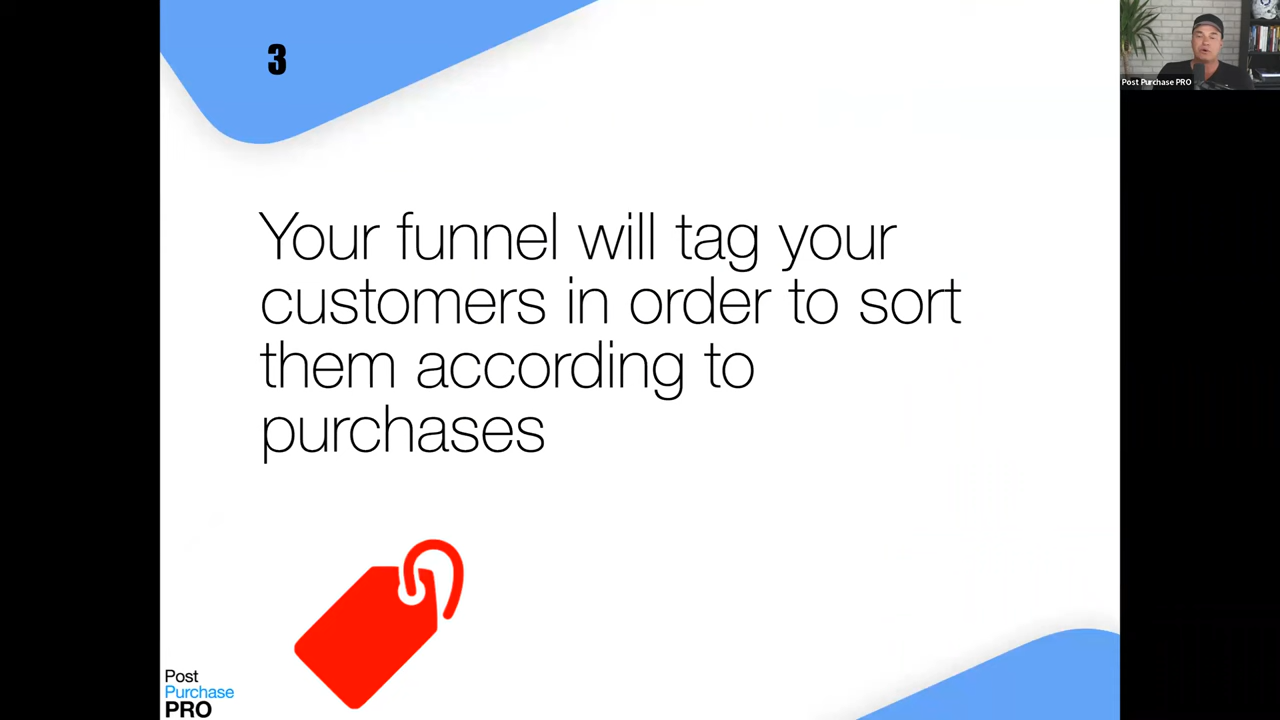 3
Post Purchase PRO
Your funnel will tag your
customers in order to sort
them according to
purchases
Post
Purchase
PRO